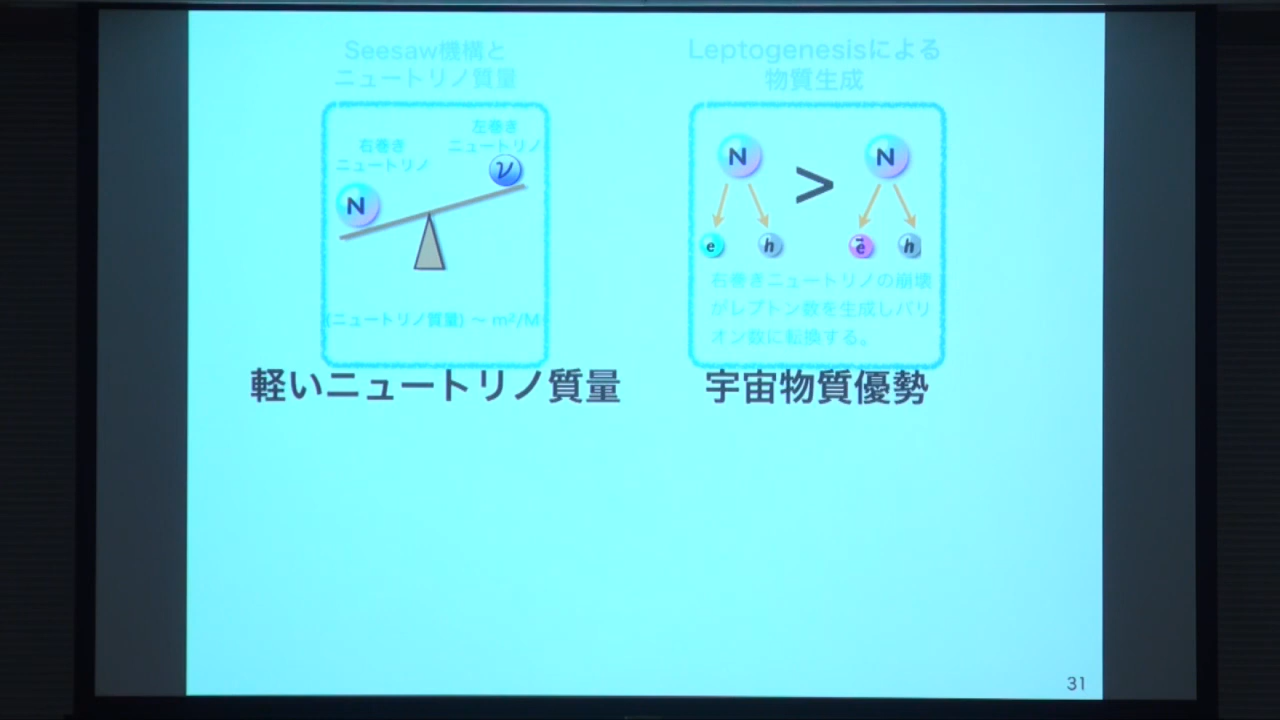 Seesaw機構と
ニュートリノ質量
左巻き
ニュートリノ
右巻き
ニュートリノ
ν
N
(ニュートリノ質量) ～ m²/M
軽いニュートリノ質量
Leptogenesisによる
物質生成
N > N
e h ē h
右巻きニュートリノの崩壊
がレプトン数を生成しバリ
オン数に転換する。
宇宙物質優勢
31